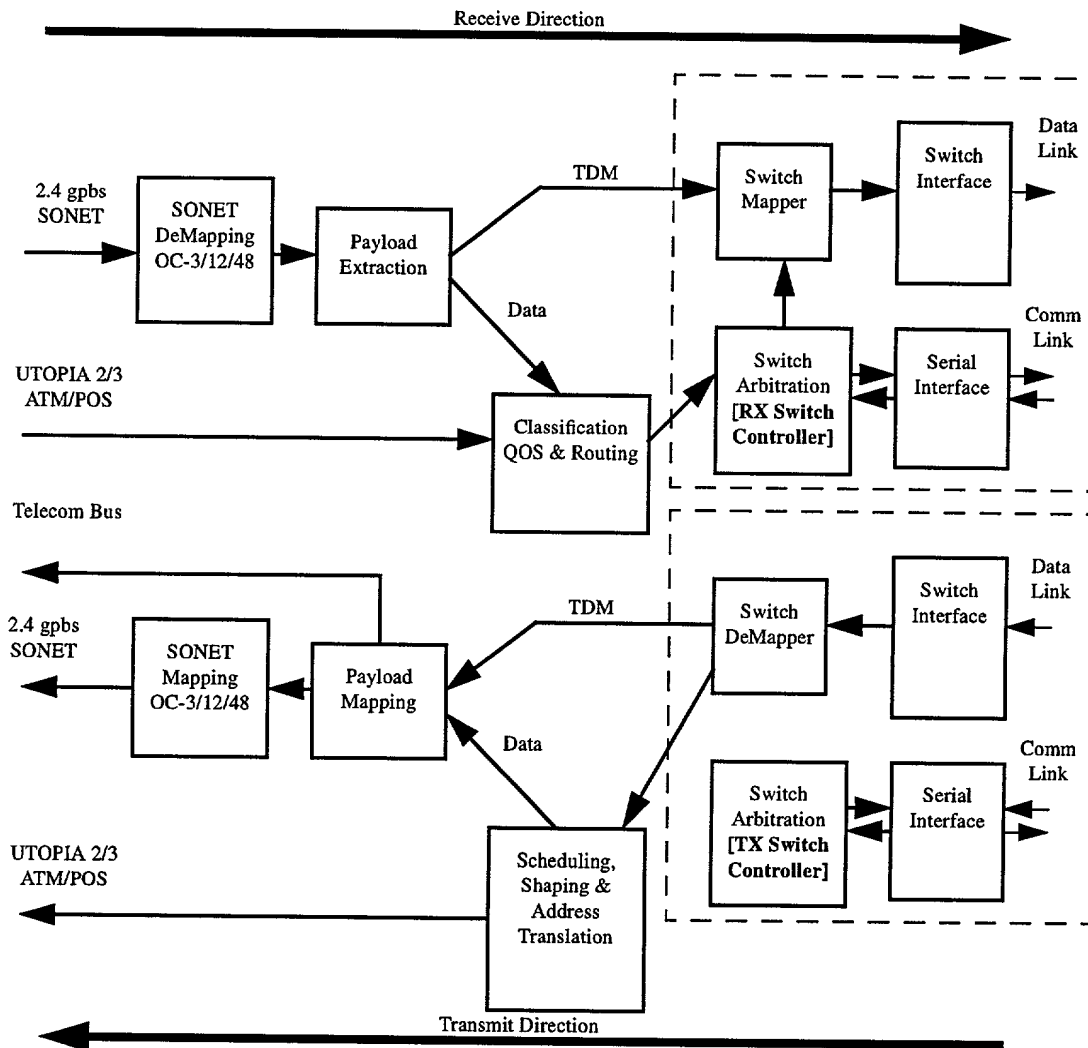 Receive Direction
2.4 gpbs
SONET
SONET
DeMapping
OC-3/12/48
Payload
Extraction
TDM
Data
Switch
Mapper
Switch
Interface
Data
Link
UTOPIA 2/3
ATM/POS
Classification
QOS & Routing
Switch
Arbitration
[RX Switch
Controller]
Serial
Interface
Comm
Link
Telecom Bus
2.4 gpbs
SONET
SONET
Mapping
OC-3/12/48
Payload
Mapping
TDM
Data
Switch
DeMapper
Switch
Interface
Data
Link
UTOPIA 2/3
ATM/POS
Scheduling,
Shaping &
Address
Translation
Switch
Arbitration
[TX Switch
Controller]
Serial
Interface
Comm
Link
Transmit Direction